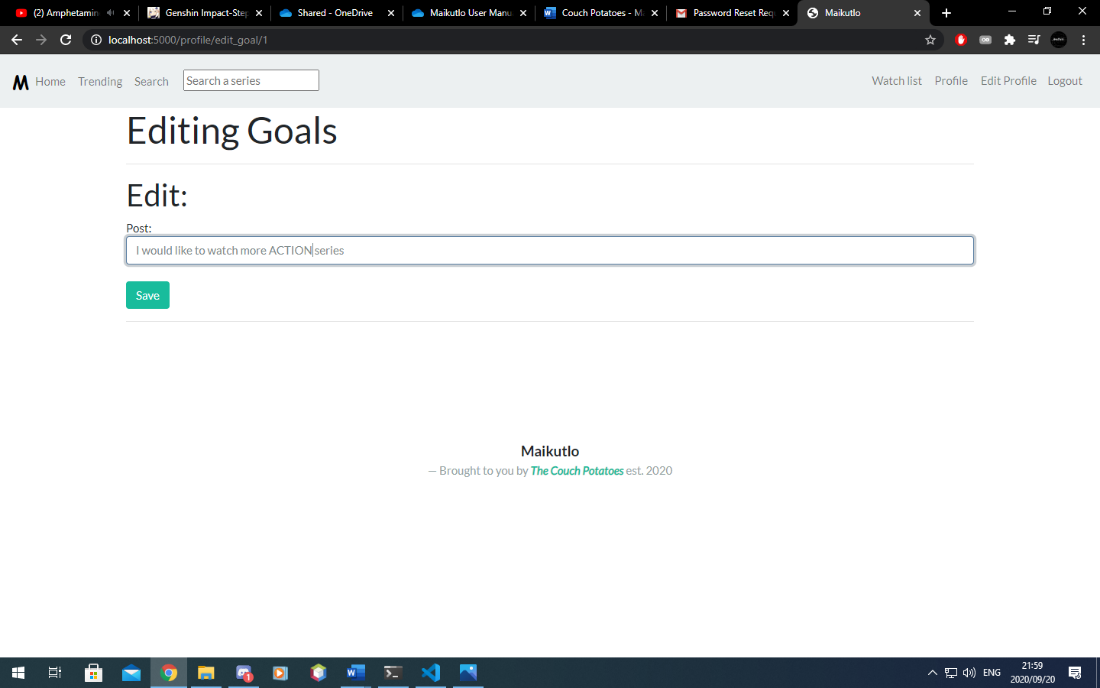 (2) Amphetamin
Genshin Impact-Step
Shared - OneDrive
Maikutlo User Manu
Couch Potatoes - M
Password Reset Req
Maikutlo
localhost:5000/profile/edit_goal/1
M Home Trending Search Search a series Watch list Profile Edit Profile Logout
Editing Goals
Edit:
Post:
I would like to watch more ACTION series
Save
Maikutlo
— Brought to you by The Couch Potatoes est. 2020
ENG
21:59
2020/09/20